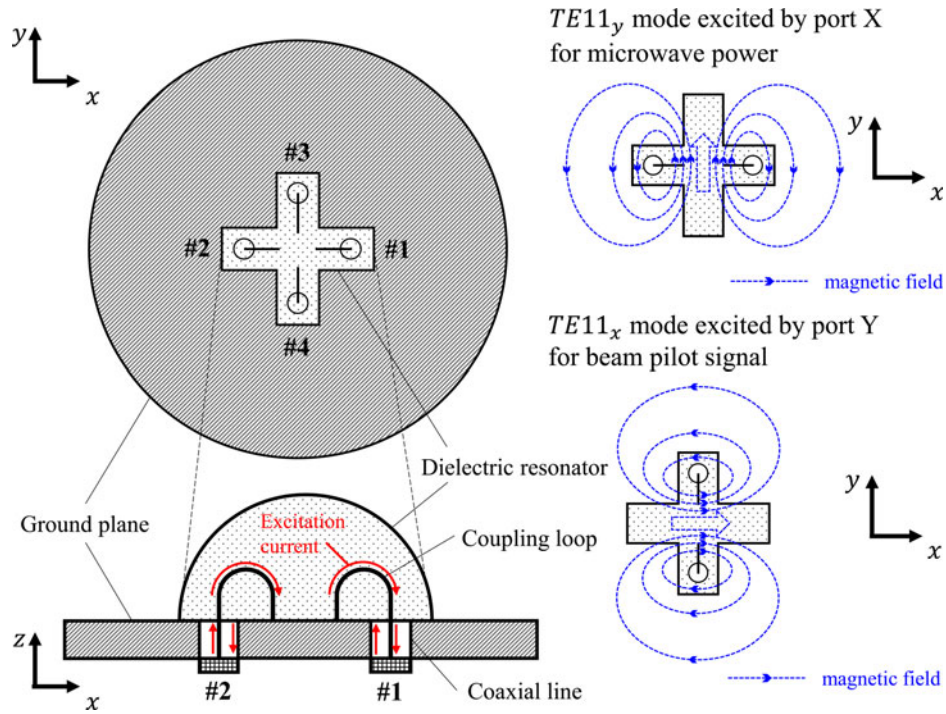 y
x
#3
#2
#1
#4
Ground plane
Dielectric resonator
Excitation
current
Coupling loop
z
x
#2
#1
Coaxial line
TE11y mode excited by port X
for microwave power
y
x
magnetic field
TE11x mode excited by port Y
for beam pilot signal
y
x
magnetic field